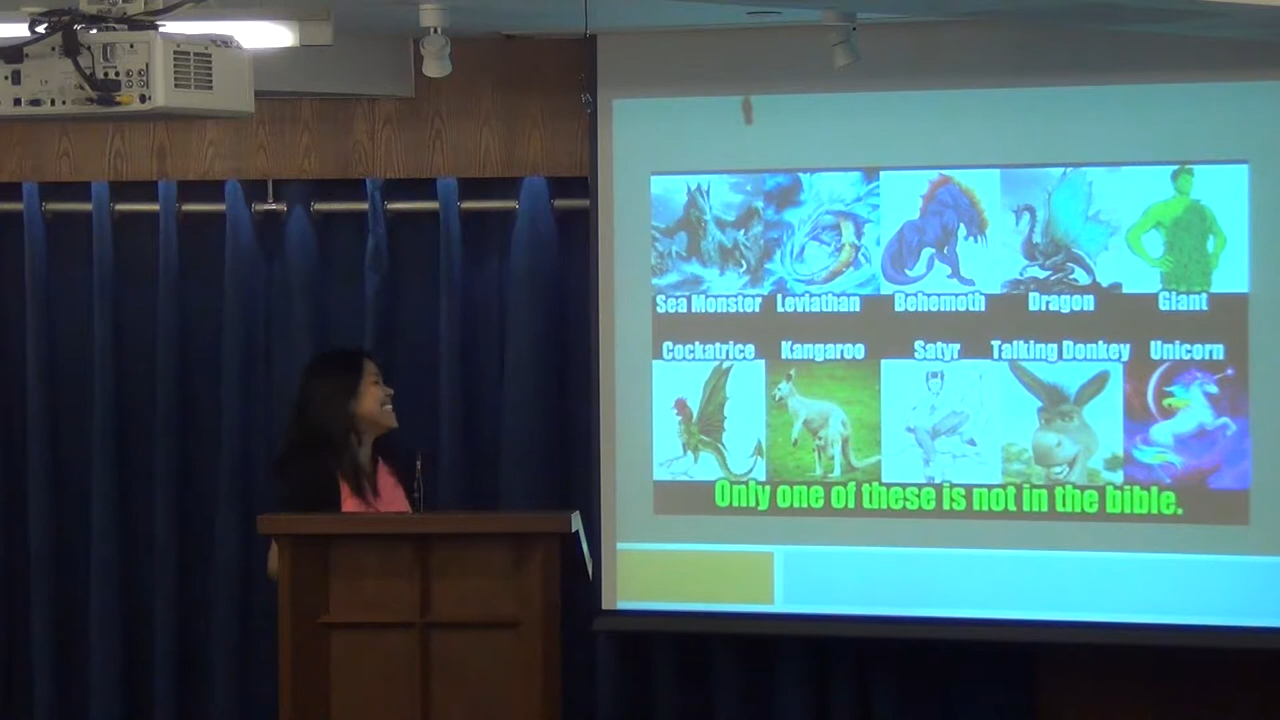 Sea Monster Leviathan Behemoth Dragon Giant
Cockatrice Kangaroo Satyr Talking Donkey Unicorn
Only one of these is not in the bible.